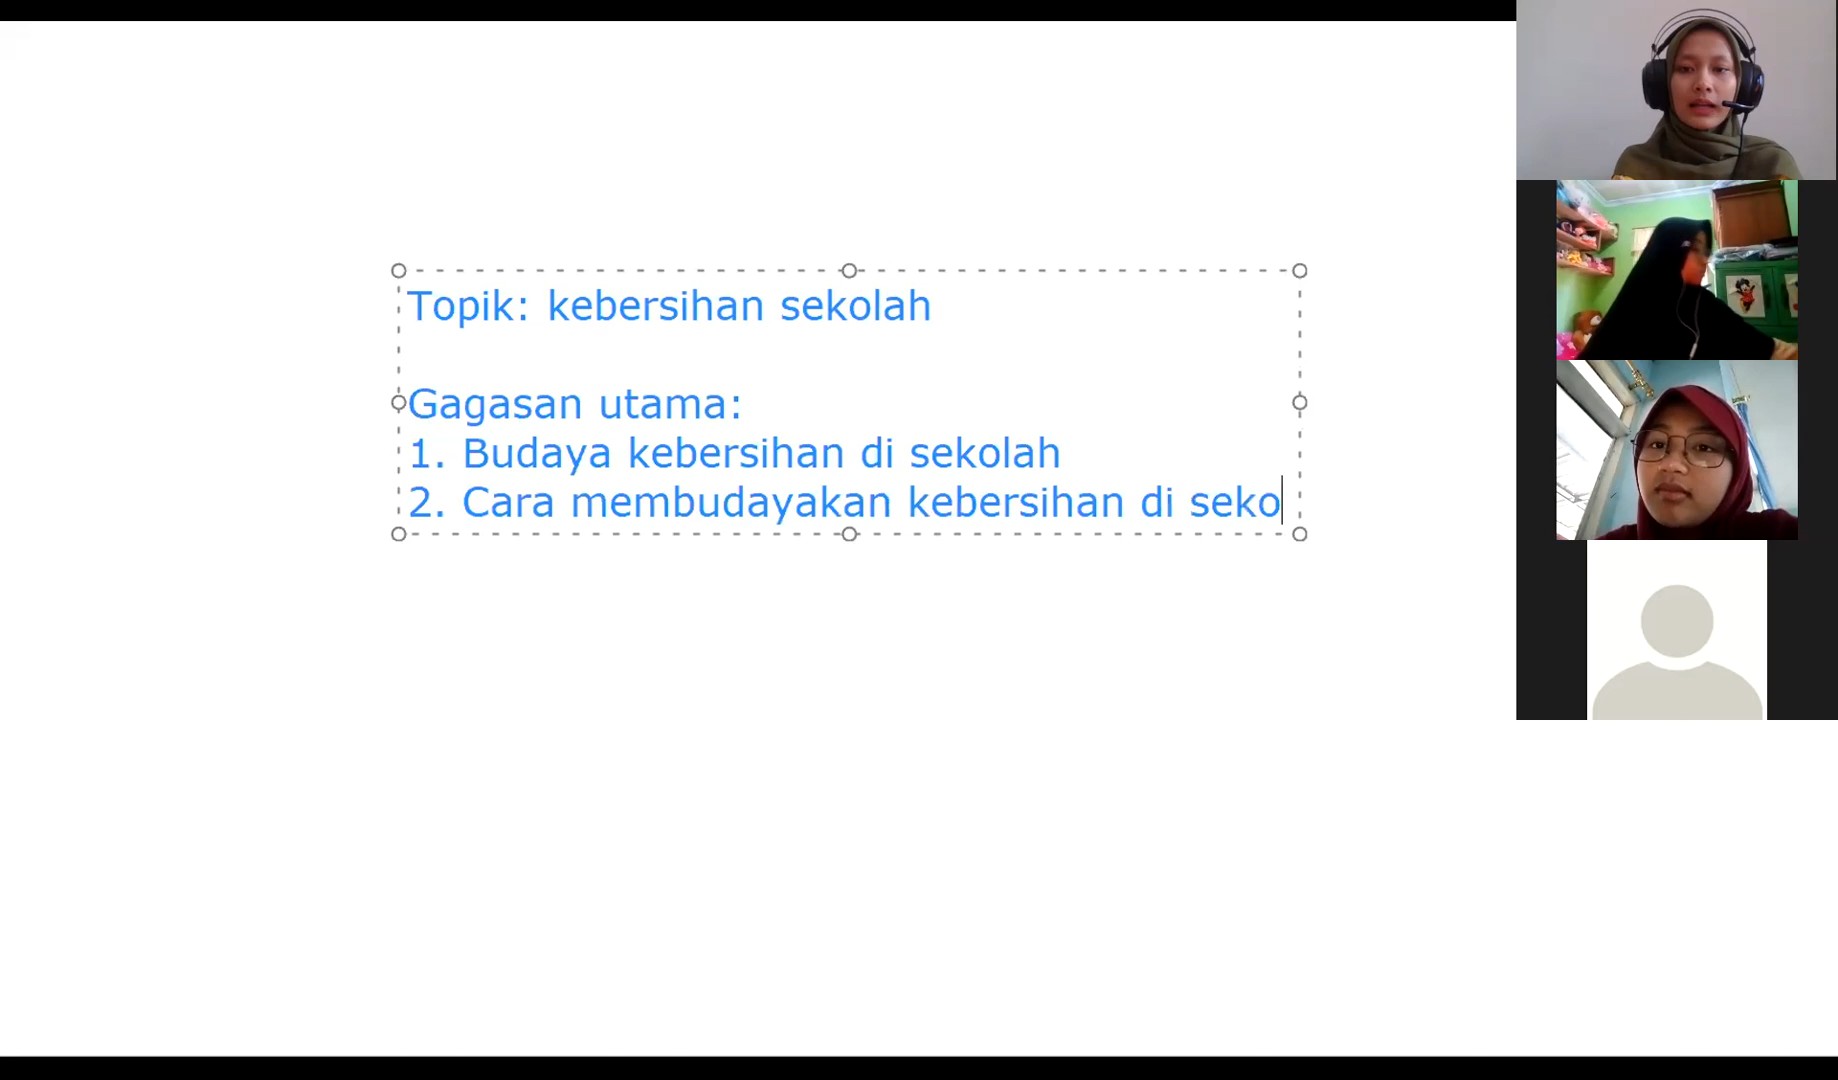 Topik: kebersihan sekolah
Gagasan utama:
1. Budaya kebersihan di sekolah
2. Cara membudayakan kebersihan di seko